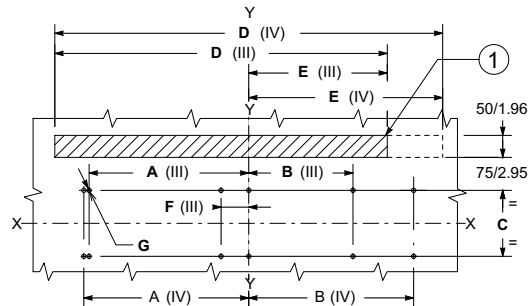 Y
D (IV)
D (III)
E (III)
1
Y
E (IV)
50/1.96
75/2.95
A (III)
B (III)
F (III)
=
X
X
C
G
=
Y
A (IV)
B (IV)